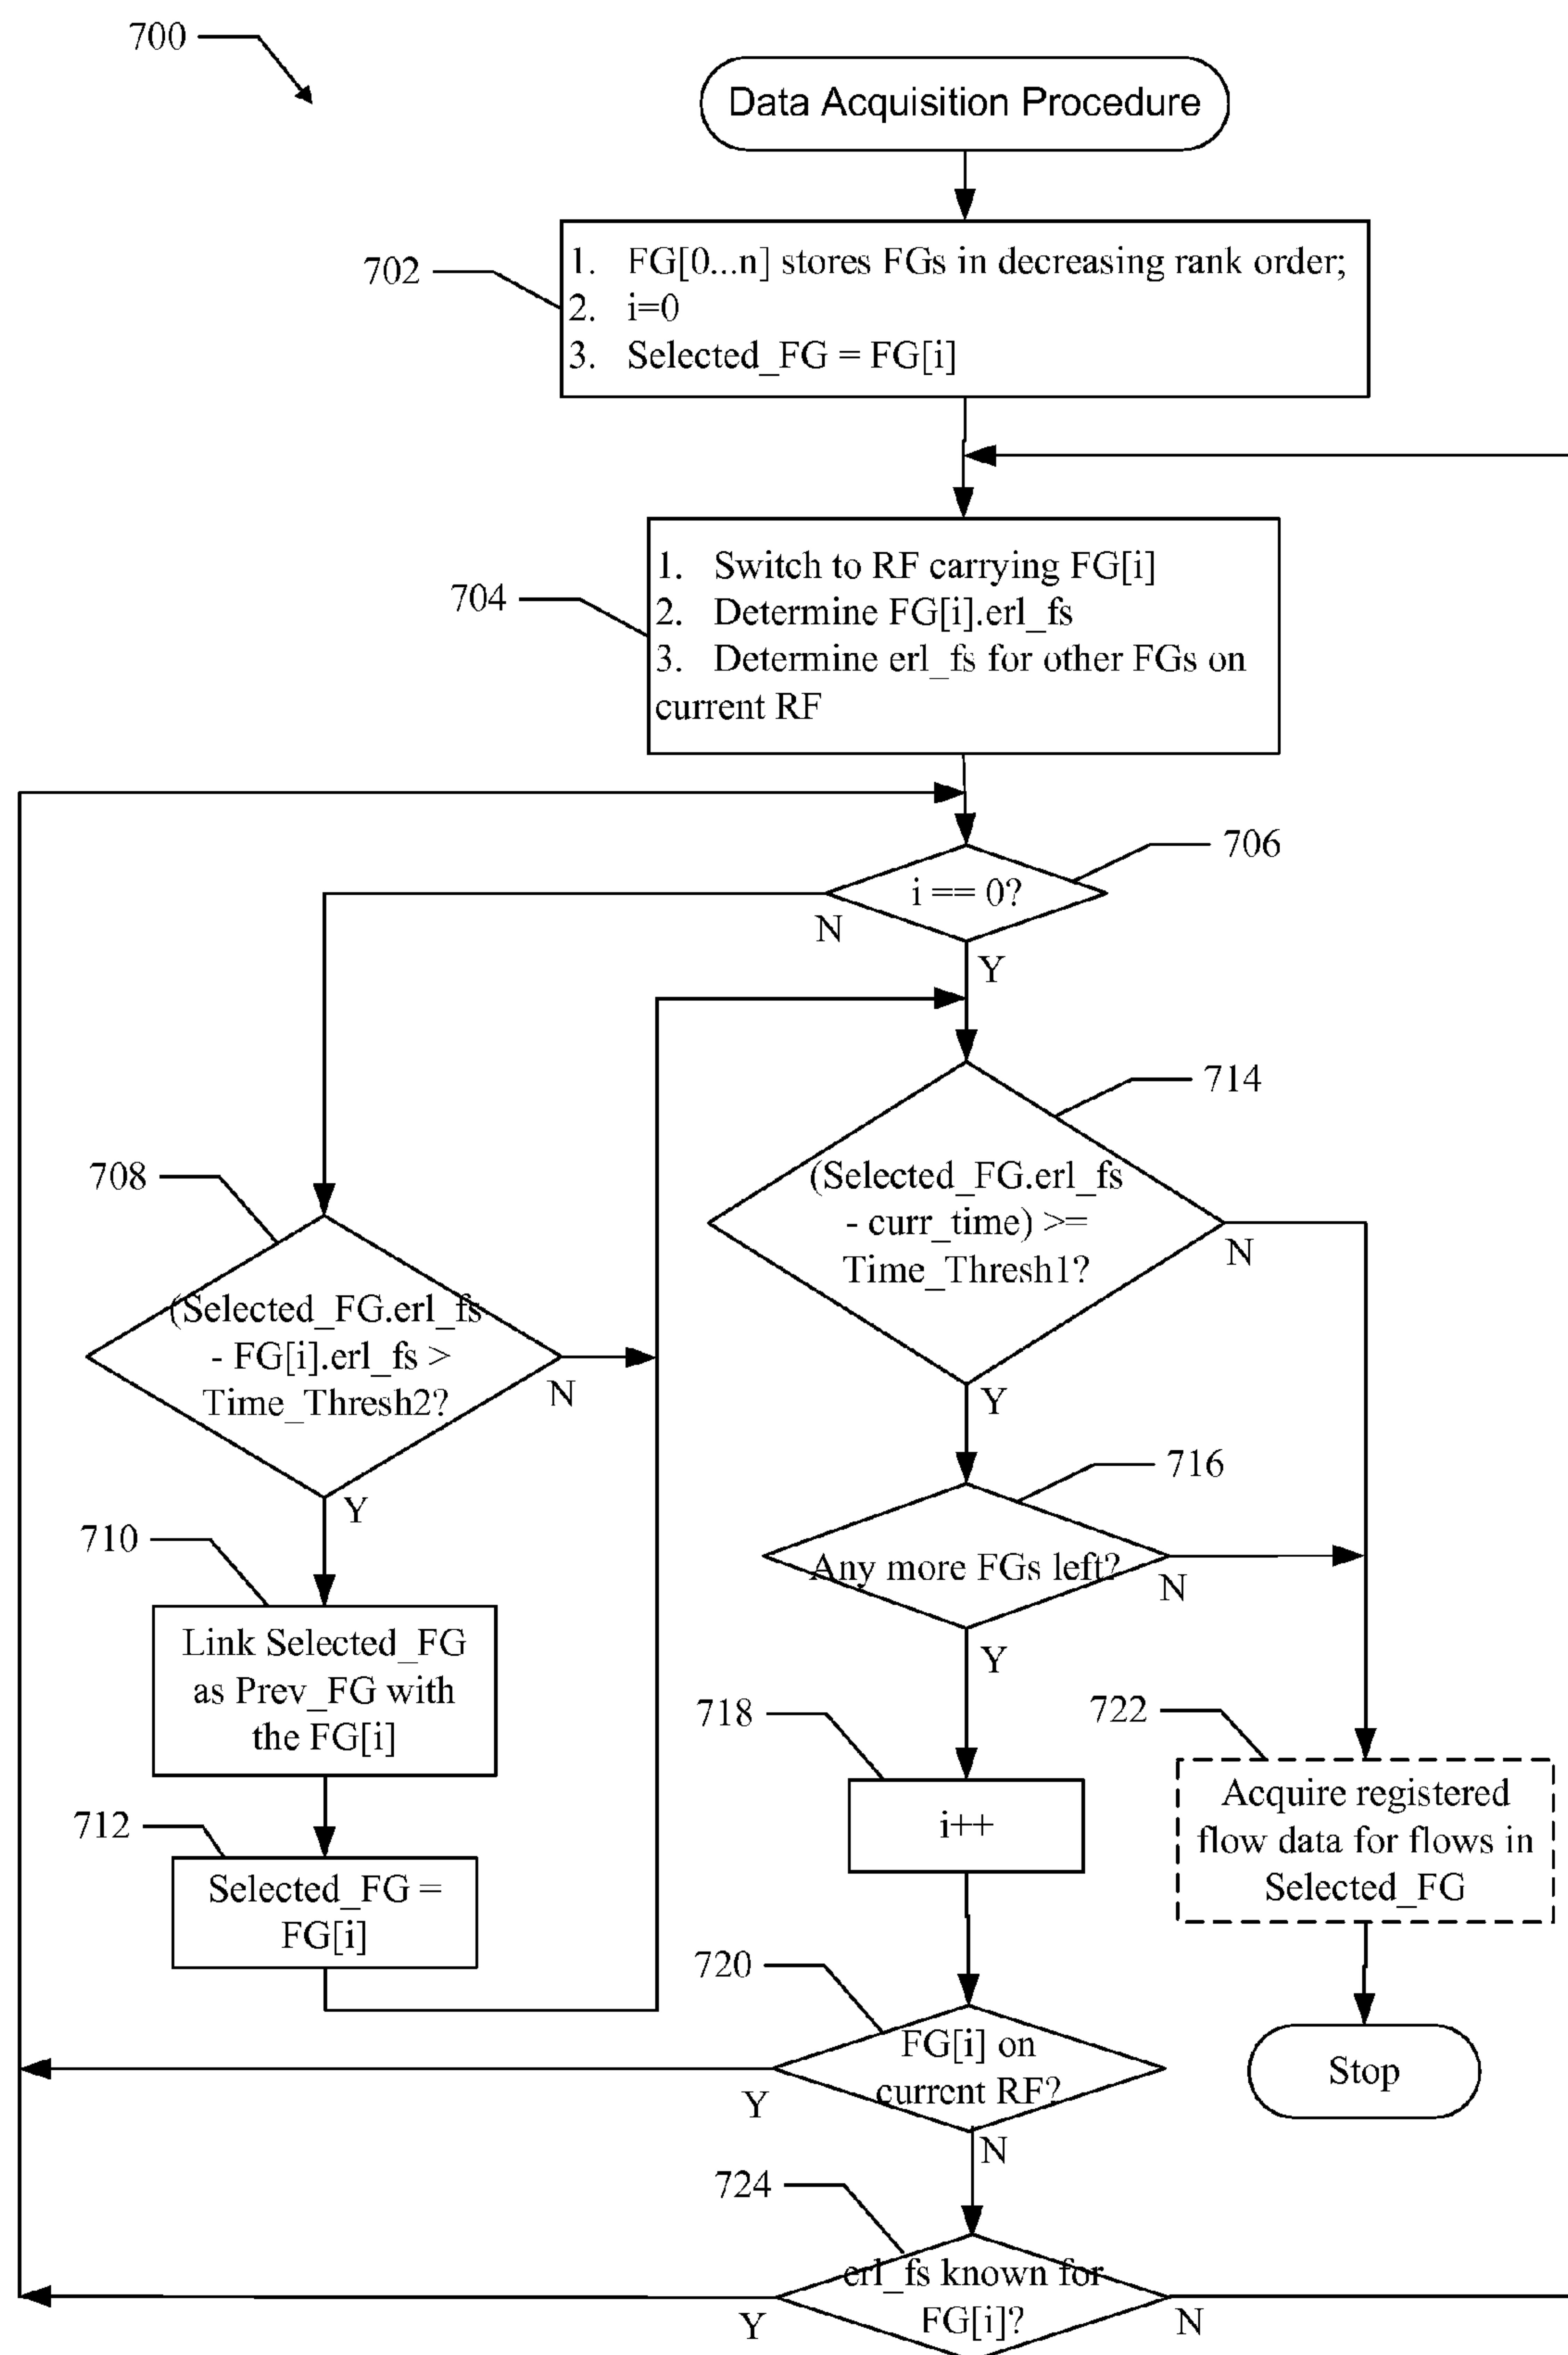 700
Data Acquisition Procedure
702
1. FG[0...n] stores FGs in decreasing rank order;
2. i=0
3. Selected_FG = FG[i]
704
1. Switch to RF carrying FG[i]
2. Determine FG[i].erl_fs
3. Determine erl_fs for other FGs on
current RF
706
i == 0?
N
Y
714
(Selected_FG.erl_fs
- curr_time) >=
Time_Thresh1?
N
Y
708
(Selected_FG.erl_fs
- FG[i].erl_fs >
Time_Thresh2?
N
Y
716
Any more FGs left?
N
Y
710
Link Selected_FG
as Prev_FG with
the FG[i]
712
Selected_FG =
FG[i]
718
i++
722
Acquire registered
flow data for flows in
Selected_FG
Stop
720
FG[i] on
current RF?
Y
N
724
erl_fs known for
FG[i]?
Y
N